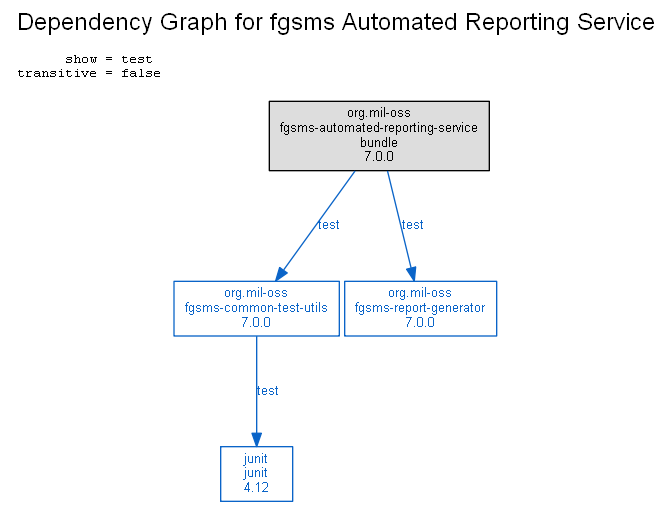 Dependency Graph for fgsms Automated Reporting Service
show = test
transitive = false
org.mil-oss
fgsms-automated-reporting-service
bundle
7.0.0
test
test
org.mil-oss
fgsms-common-test-utils
7.0.0
org.mil-oss
fgsms-report-generator
7.0.0
test
junit
junit
4.12